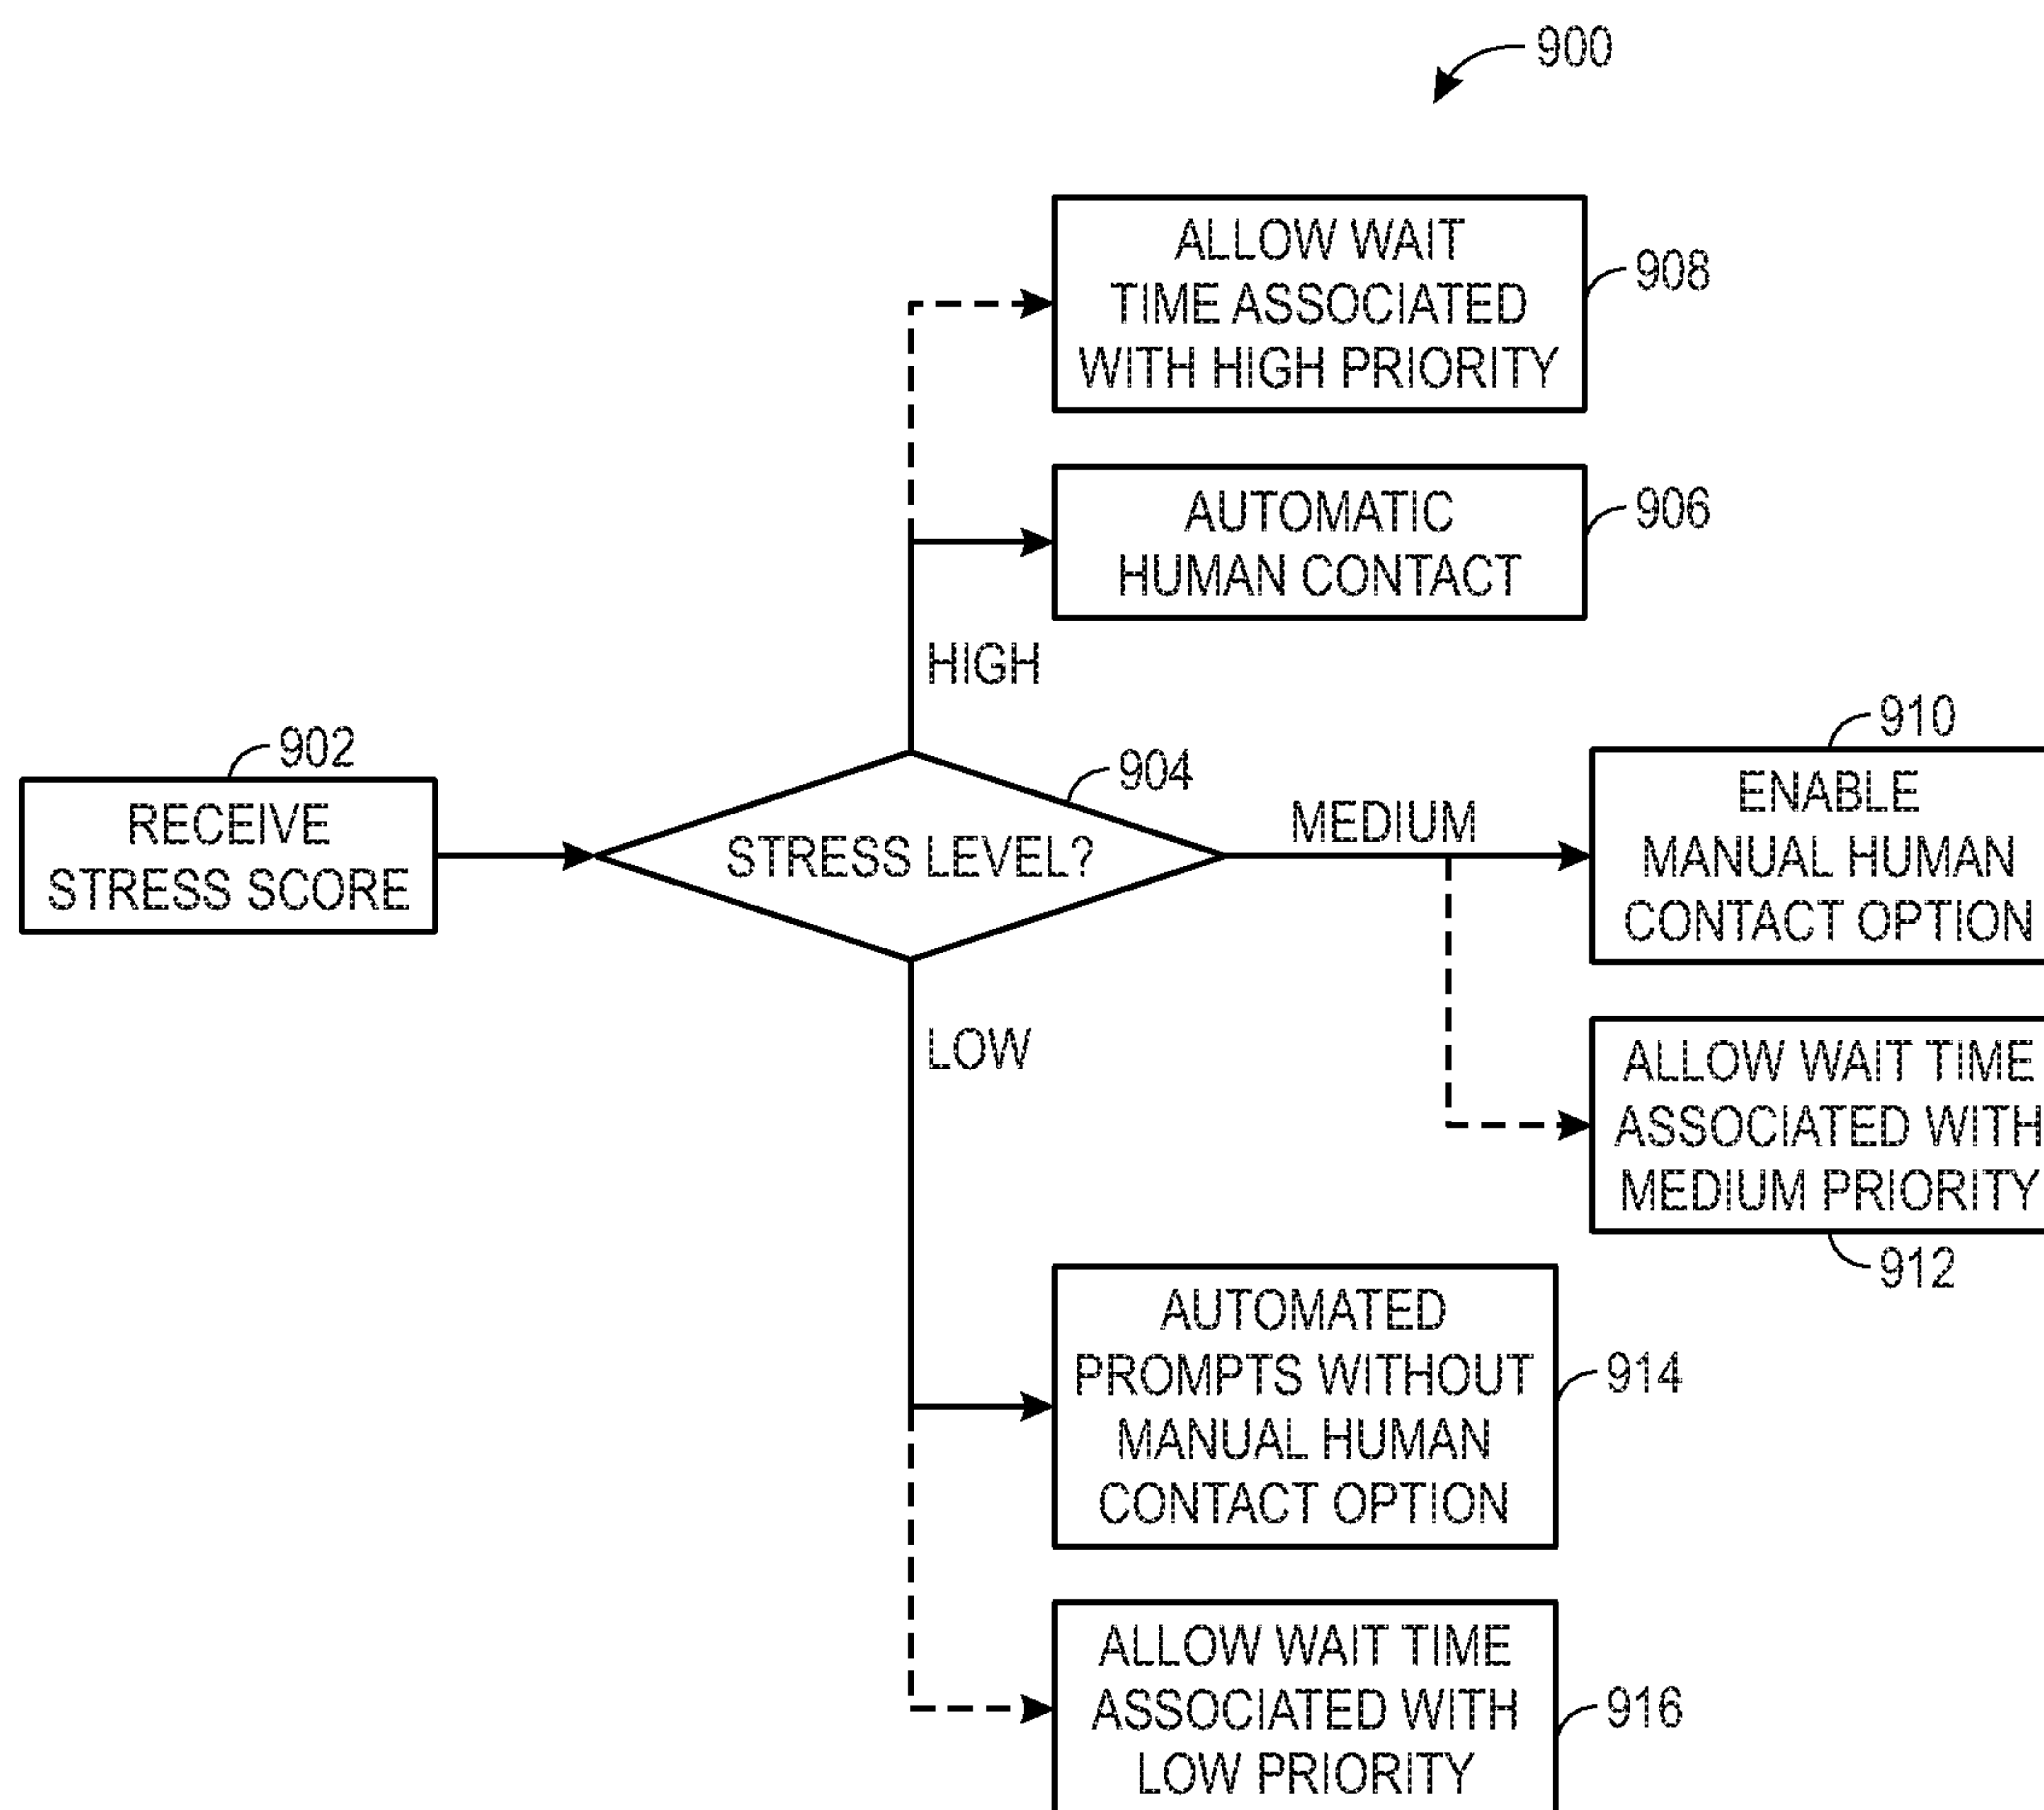 900
ALLOW WAIT
TIME ASSOCIATED
WITH HIGH PRIORITY
908
AUTOMATIC
HUMAN CONTACT
906
HIGH
902
RECEIVE
STRESS SCORE
904
STRESS LEVEL?
MEDIUM
910
ENABLE
MANUAL HUMAN
CONTACT OPTION
ALLOW WAIT TIME
ASSOCIATED WITH
MEDIUM PRIORITY
912
LOW
AUTOMATED
PROMPTS WITHOUT
MANUAL HUMAN
CONTACT OPTION
914
ALLOW WAIT TIME
ASSOCIATED WITH
LOW PRIORITY
916